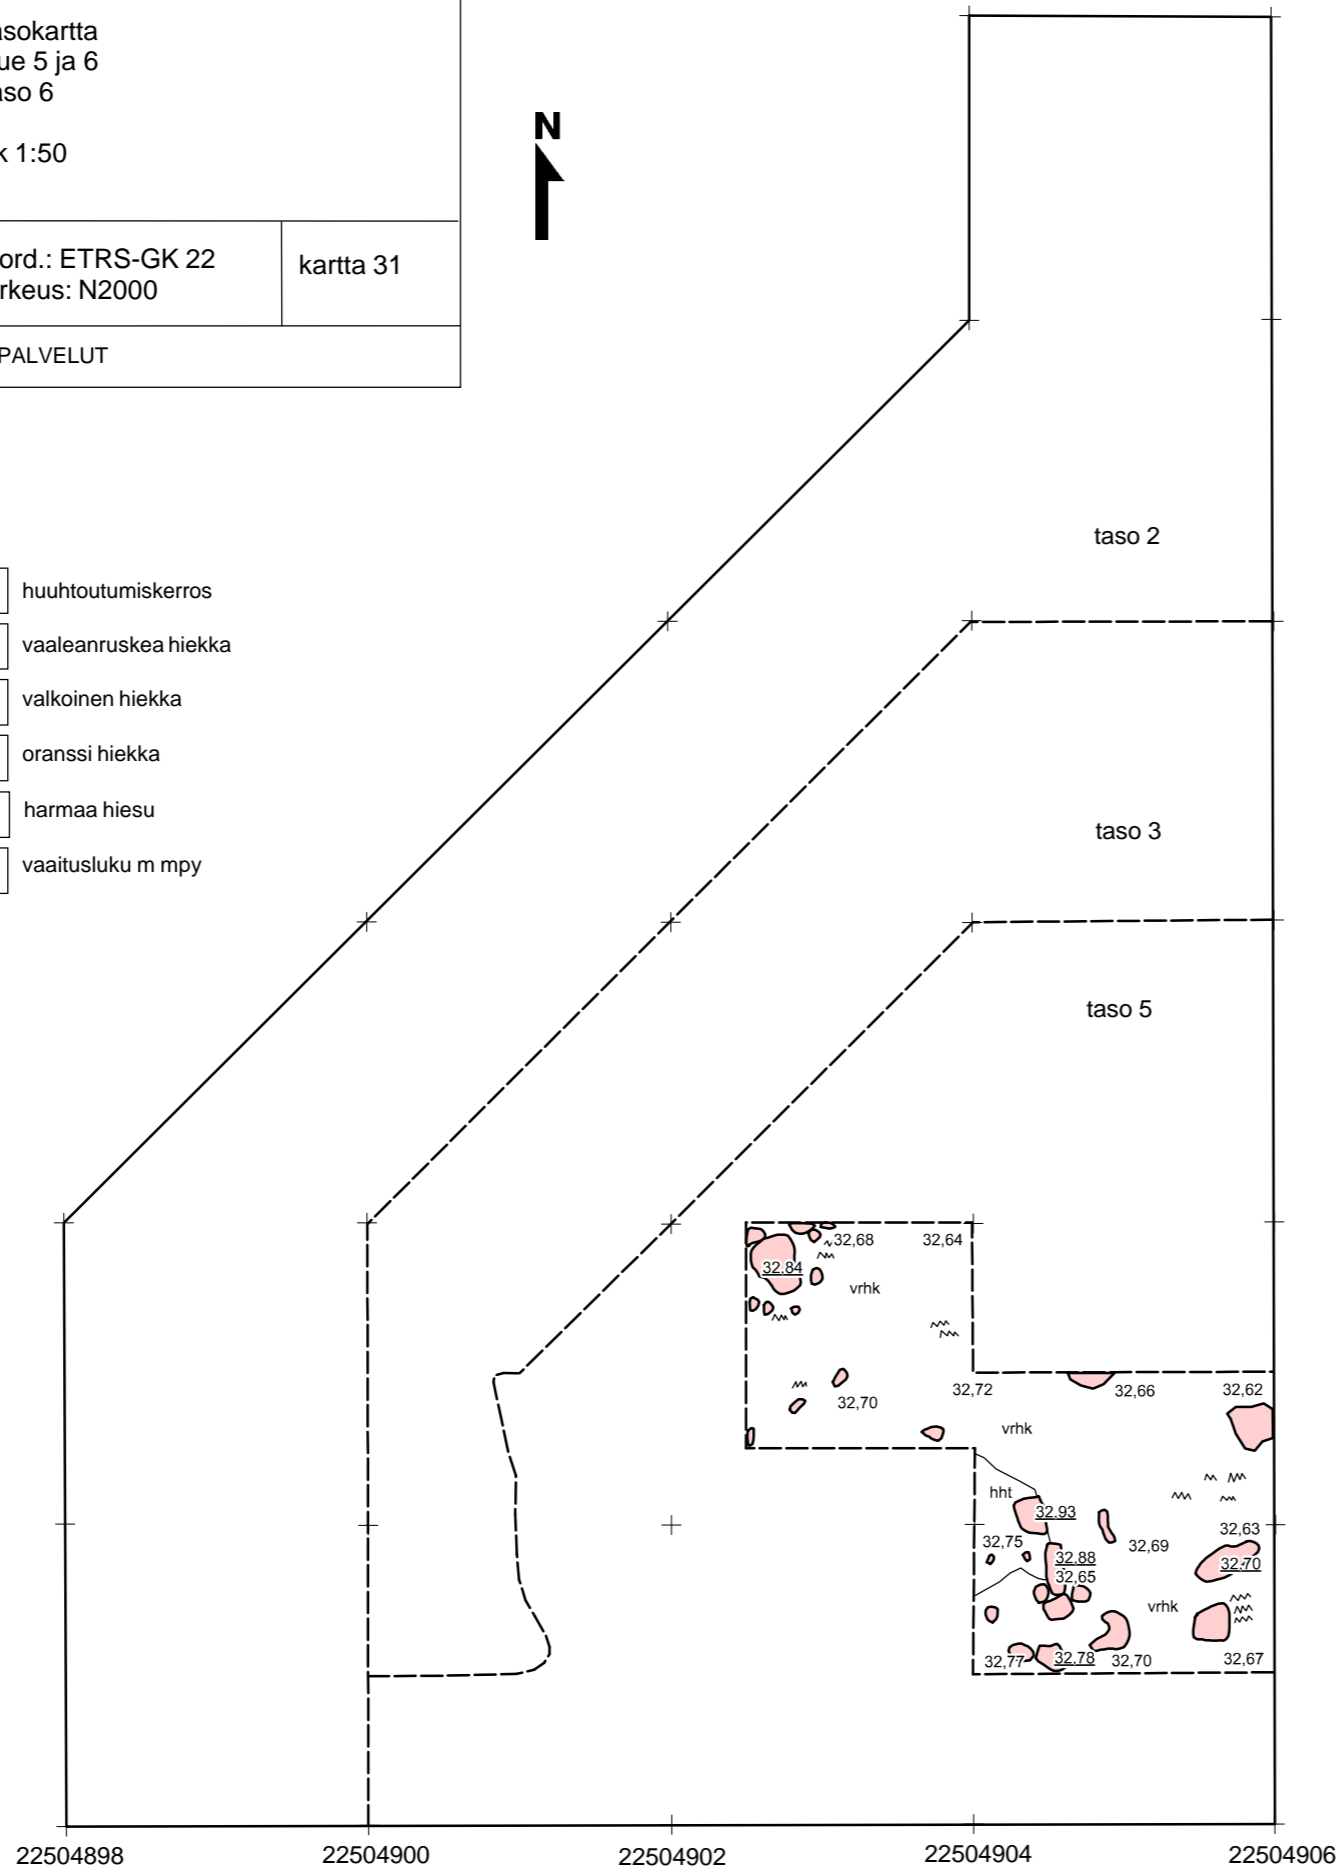 asokartta
ue 5 ja 6
aso 6
k 1:50
ord.: ETRS-GK 22
rkeus: N2000
kartta 31
PALVELUT
N
huuhtoutumiskerros
vaaleanruskea hiekka
valkoinen hiekka
oranssi hiekka
harmaa hiesu
vaaitusluku m mpy
taso 2
taso 3
taso 5
32,68
32,64
32,84
vrhk
32,70
32,72
32,66
32,62
vrhk
hht
32,93
32,75
32,69
32,63
32,88
32,70
32,65
vrhk
32,77
32,78
32,70
32,67
22504898
22504900
22504902
22504904
22504906